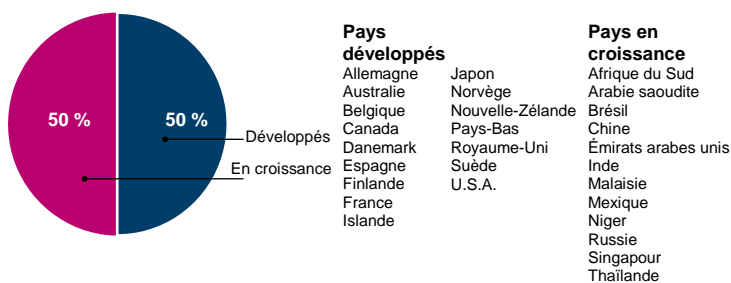 50 %
50 %
Développés
En croissance
Pays
développés
Allemagne
Australie
Belgique
Canada
Danemark
Espagne
Finlande
France
Islande
Japon
Norvège
Nouvelle-Zélande
Pays-Bas
Royaume-Uni
Suède
U.S.A.
Pays en
croissance
Afrique du Sud
Arabie saoudite
Brésil
Chine
Émirats arabes unis
Inde
Malaisie
Mexique
Niger
Russie
Singapour
Thaïlande